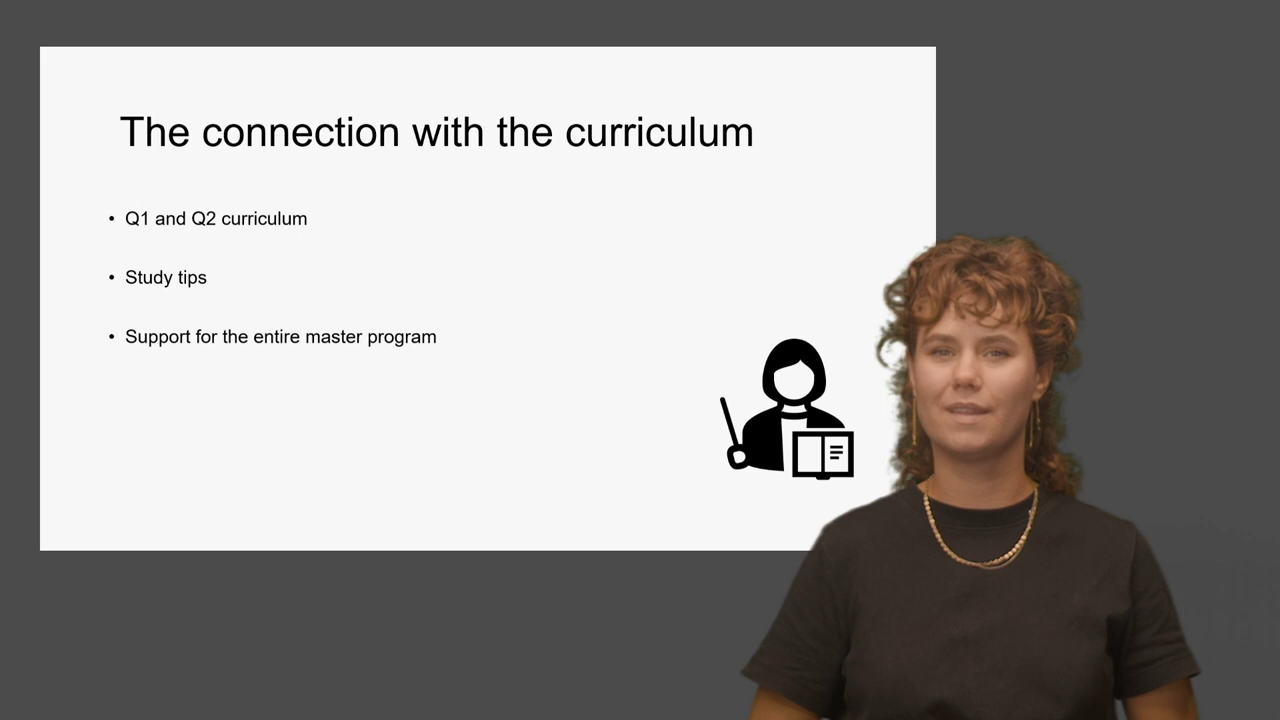 The connection with the curriculum
• Q1 and Q2 curriculum
• Study tips
• Support for the entire master program